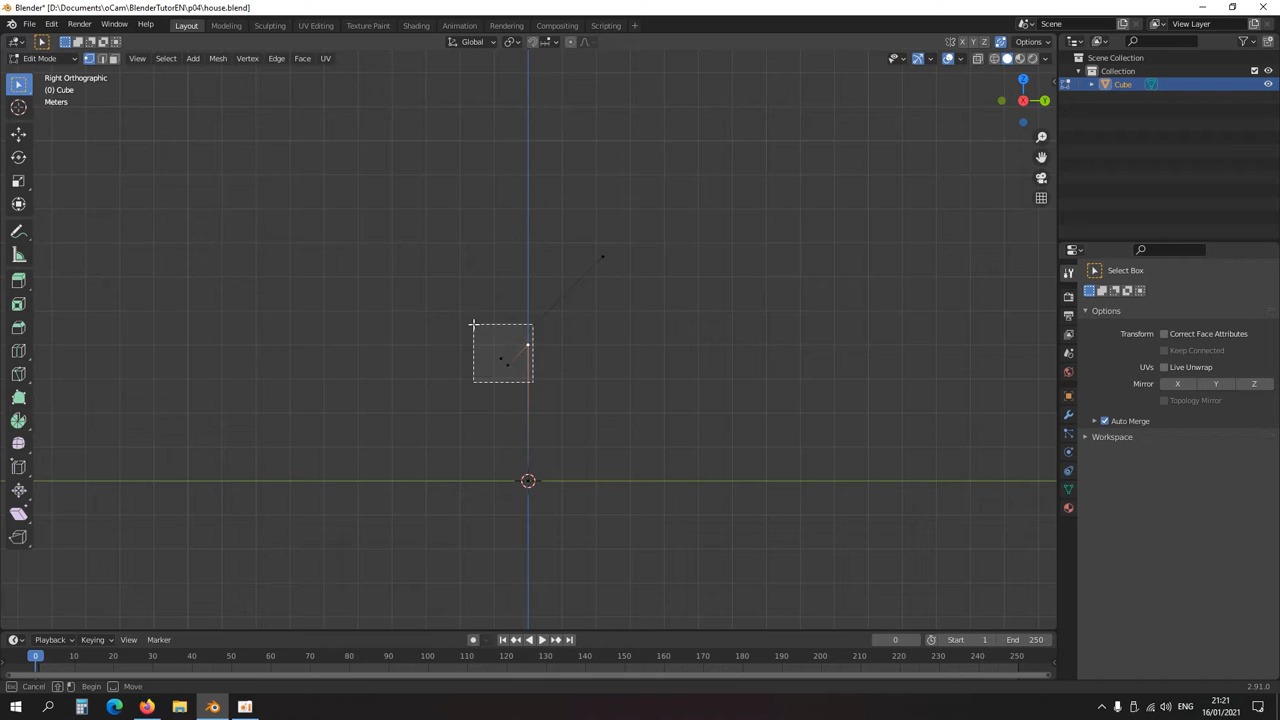 Blender* [D:\Documents\oCam\BlenderTutorEN\p04\house.blend]
File Edit Render Window Help Layout Modeling Sculpting UV Editing Texture Paint Shading Animation Rendering Compositing Scripting + Scene View Layer
Global X Y Z Options
Edit Mode View Select Add Mesh Vertex Edge Face UV
Right Orthographic
(0) Cube
Meters
Z
X Y
Scene Collection
Collection
Cube
Select Box
Options
Transform Correct Face Attributes
Keep Connected
UVs Live Unwrap
Mirror X Y Z
Topology Mirror
Auto Merge
Workspace
Playback Keying View Marker 0 Start 1 End 250
0 10 20 30 40 50 60 70 80 90 100 110 120 130 140 150 160 170 180 190 200 210 220 230 240 250
Cancel Begin Move 2.91.0
ENG 21:21
16/01/2021